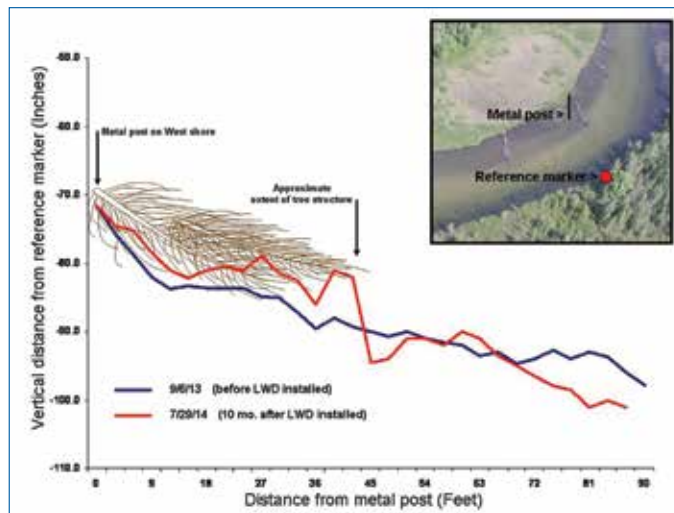 Vertical distance from reference marker (Inches)
-50.0
-60.0
-70.0
-80.0
-90.0
-100.0
-110.0
Metal post on West shore
Approximate
extent of tree structure
Metal post >
Reference marker >
9/6/13 (before LWD installed)
7/29/14 (10 mo. after LWD installed)
0 9 18 27 36 45 54 63 72 81 90
Distance from metal post (Feet)